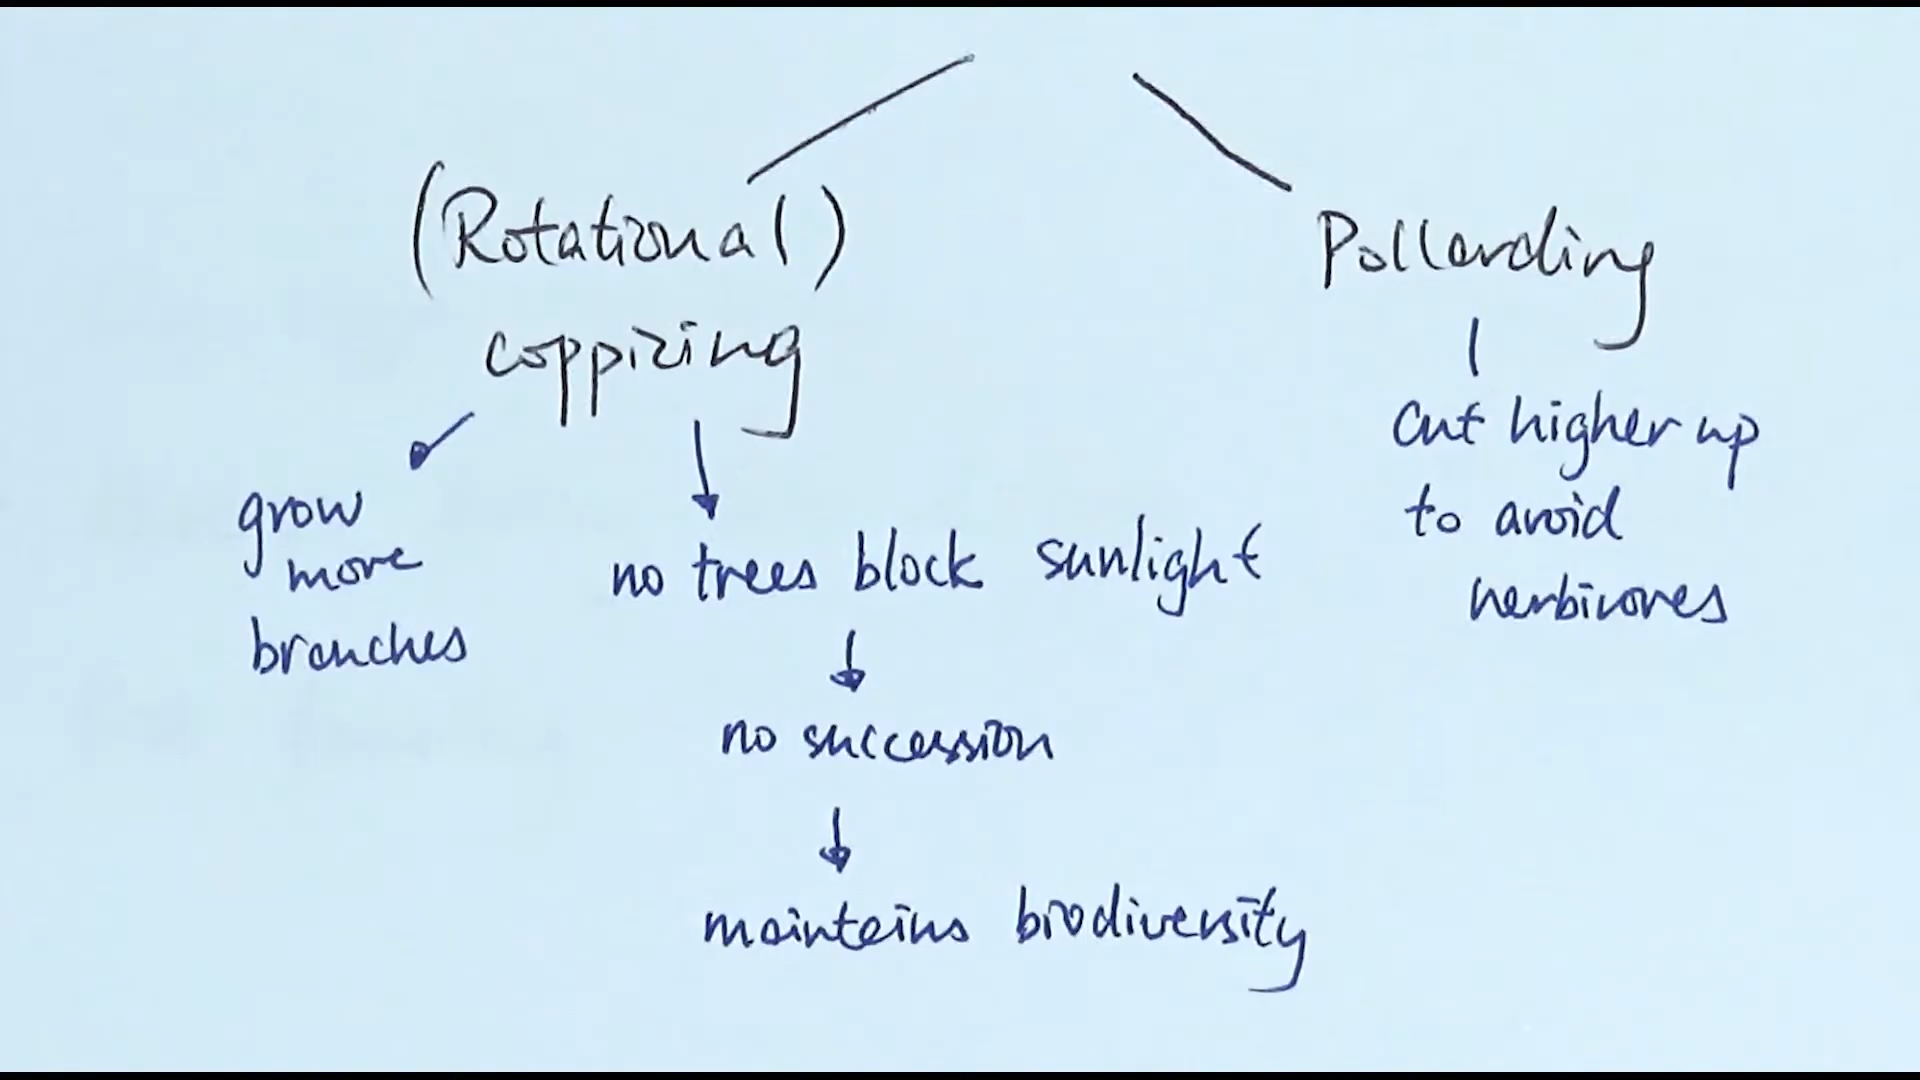 (Rotational)
coppizing
grow
more
branches
no trees block sunlight
no succession
maintains biodiversity
Pollarding
cut higher up
to avoid
herbivores